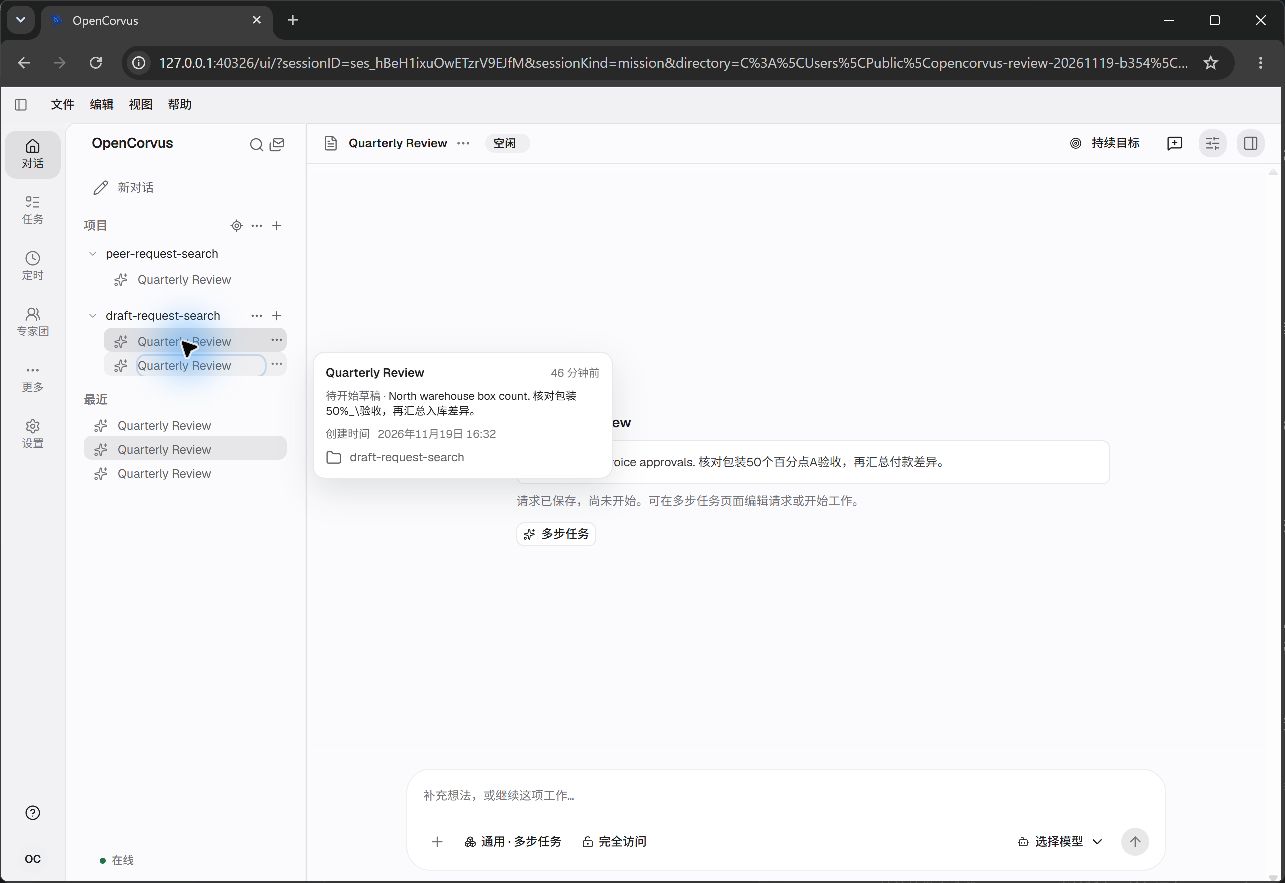 OpenCorvus
127.0.0.1:40326/ui/?sessionID=ses_hBeH1ixuOwETzrV9EJfM&sessionKind=mission&directory=C%3A%5CUsers%5CPublic%5Copencorvus-review-20261119-b354%5C...
文件 编辑 视图 帮助
对话
任务
定时
专家团
更多
设置
OC
OpenCorvus
新对话
项目
peer-request-search
Quarterly Review
draft-request-search
Quarterly Review
Quarterly Review
最近
Quarterly Review
Quarterly Review
Quarterly Review
在线
Quarterly Review
空闲
持续目标
Quarterly Review 46 分钟前
待开始草稿 · North warehouse box count. 核对包装
50%_\验收，再汇总入库差异。
创建时间 2026年11月19日 16:32
draft-request-search
ew
oice approvals. 核对包装50个百分点A验收，再汇总付款差异。
请求已保存，尚未开始。可在多步任务页面编辑请求或开始工作。
多步任务
补充想法，或继续这项工作...
通用 · 多步任务 完全访问 选择模型